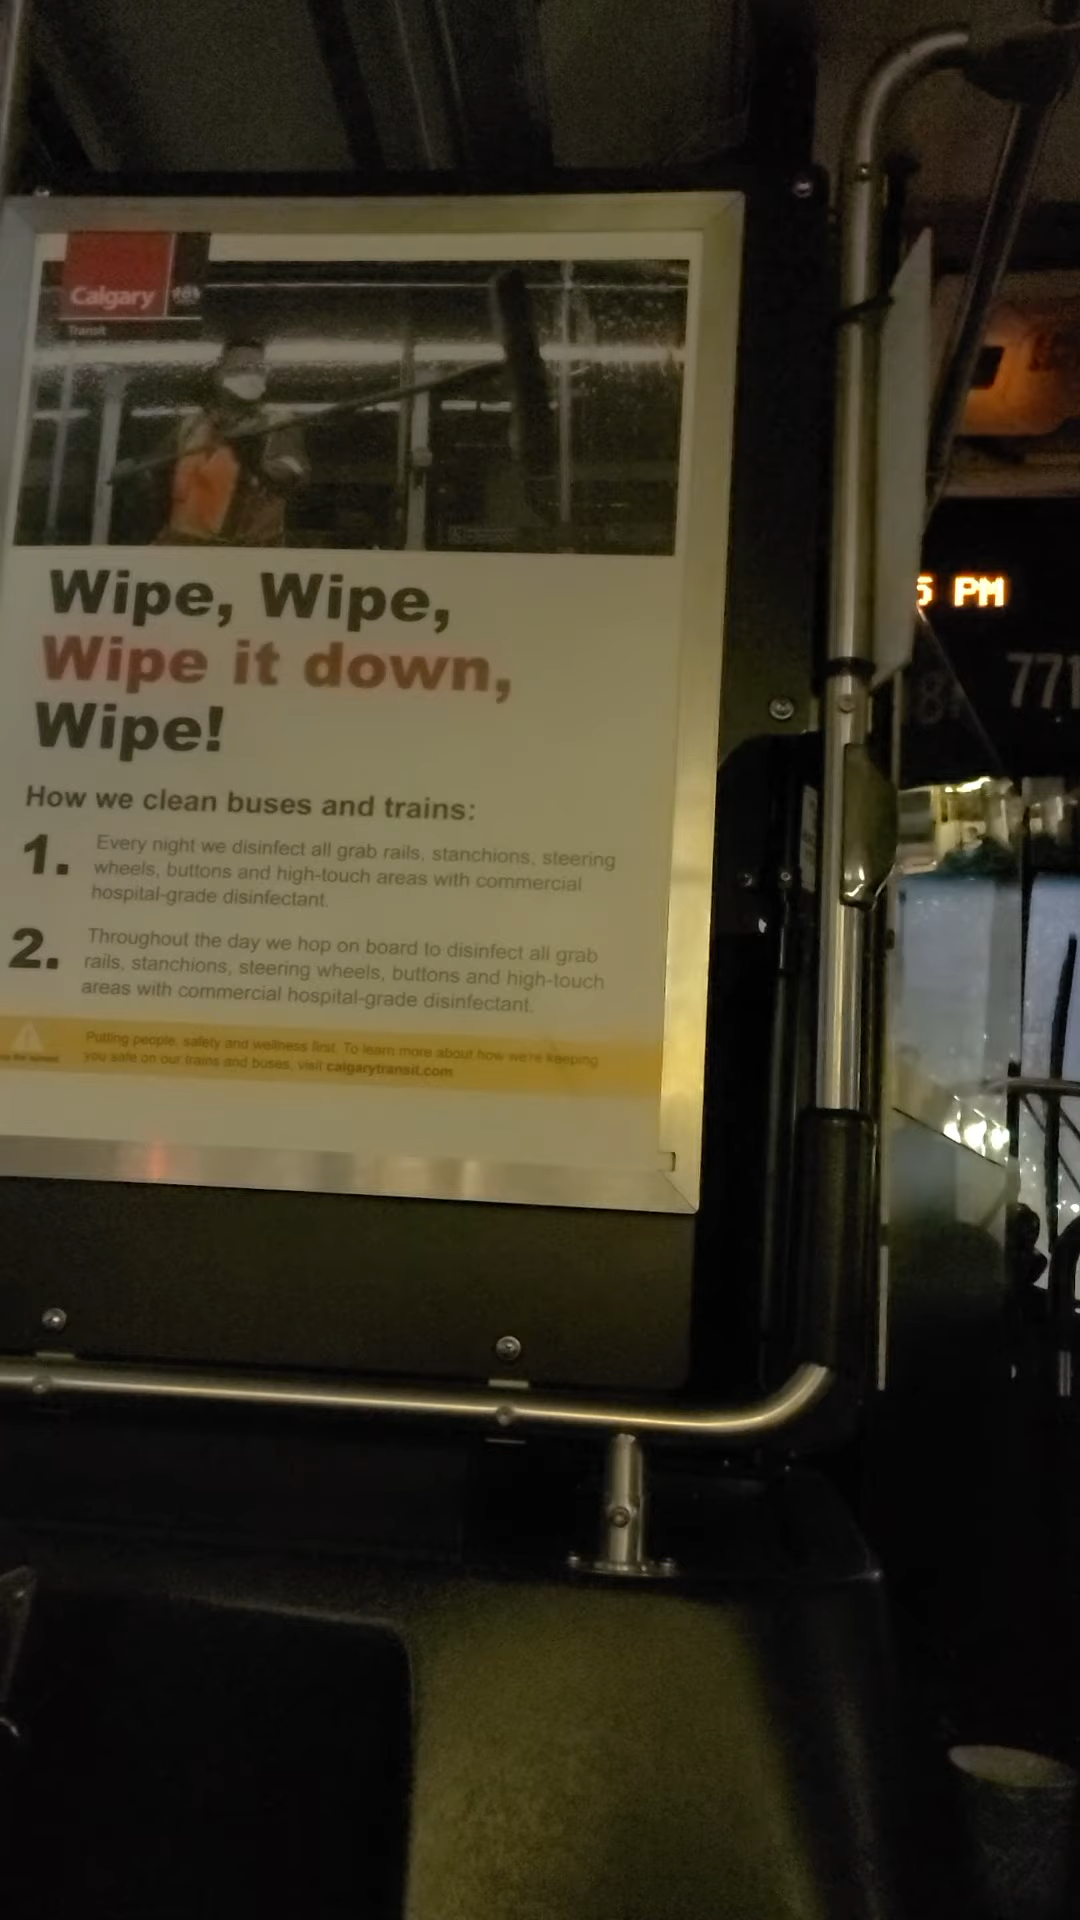 Calgary
Transit
Wipe, Wipe,
Wipe it down,
Wipe!
How we clean buses and trains:
1. Every night we disinfect all grab rails, stanchions, steering
wheels, buttons and high-touch areas with commercial
hospital-grade disinfectant.
2. Throughout the day we hop on board to disinfect all grab
rails, stanchions, steering wheels, buttons and high-touch
areas with commercial hospital-grade disinfectant.
Putting people, safety and wellness first. To learn more about how we're keeping
you safe on our trains and buses, visit calgarytransit.com
5 PM
771